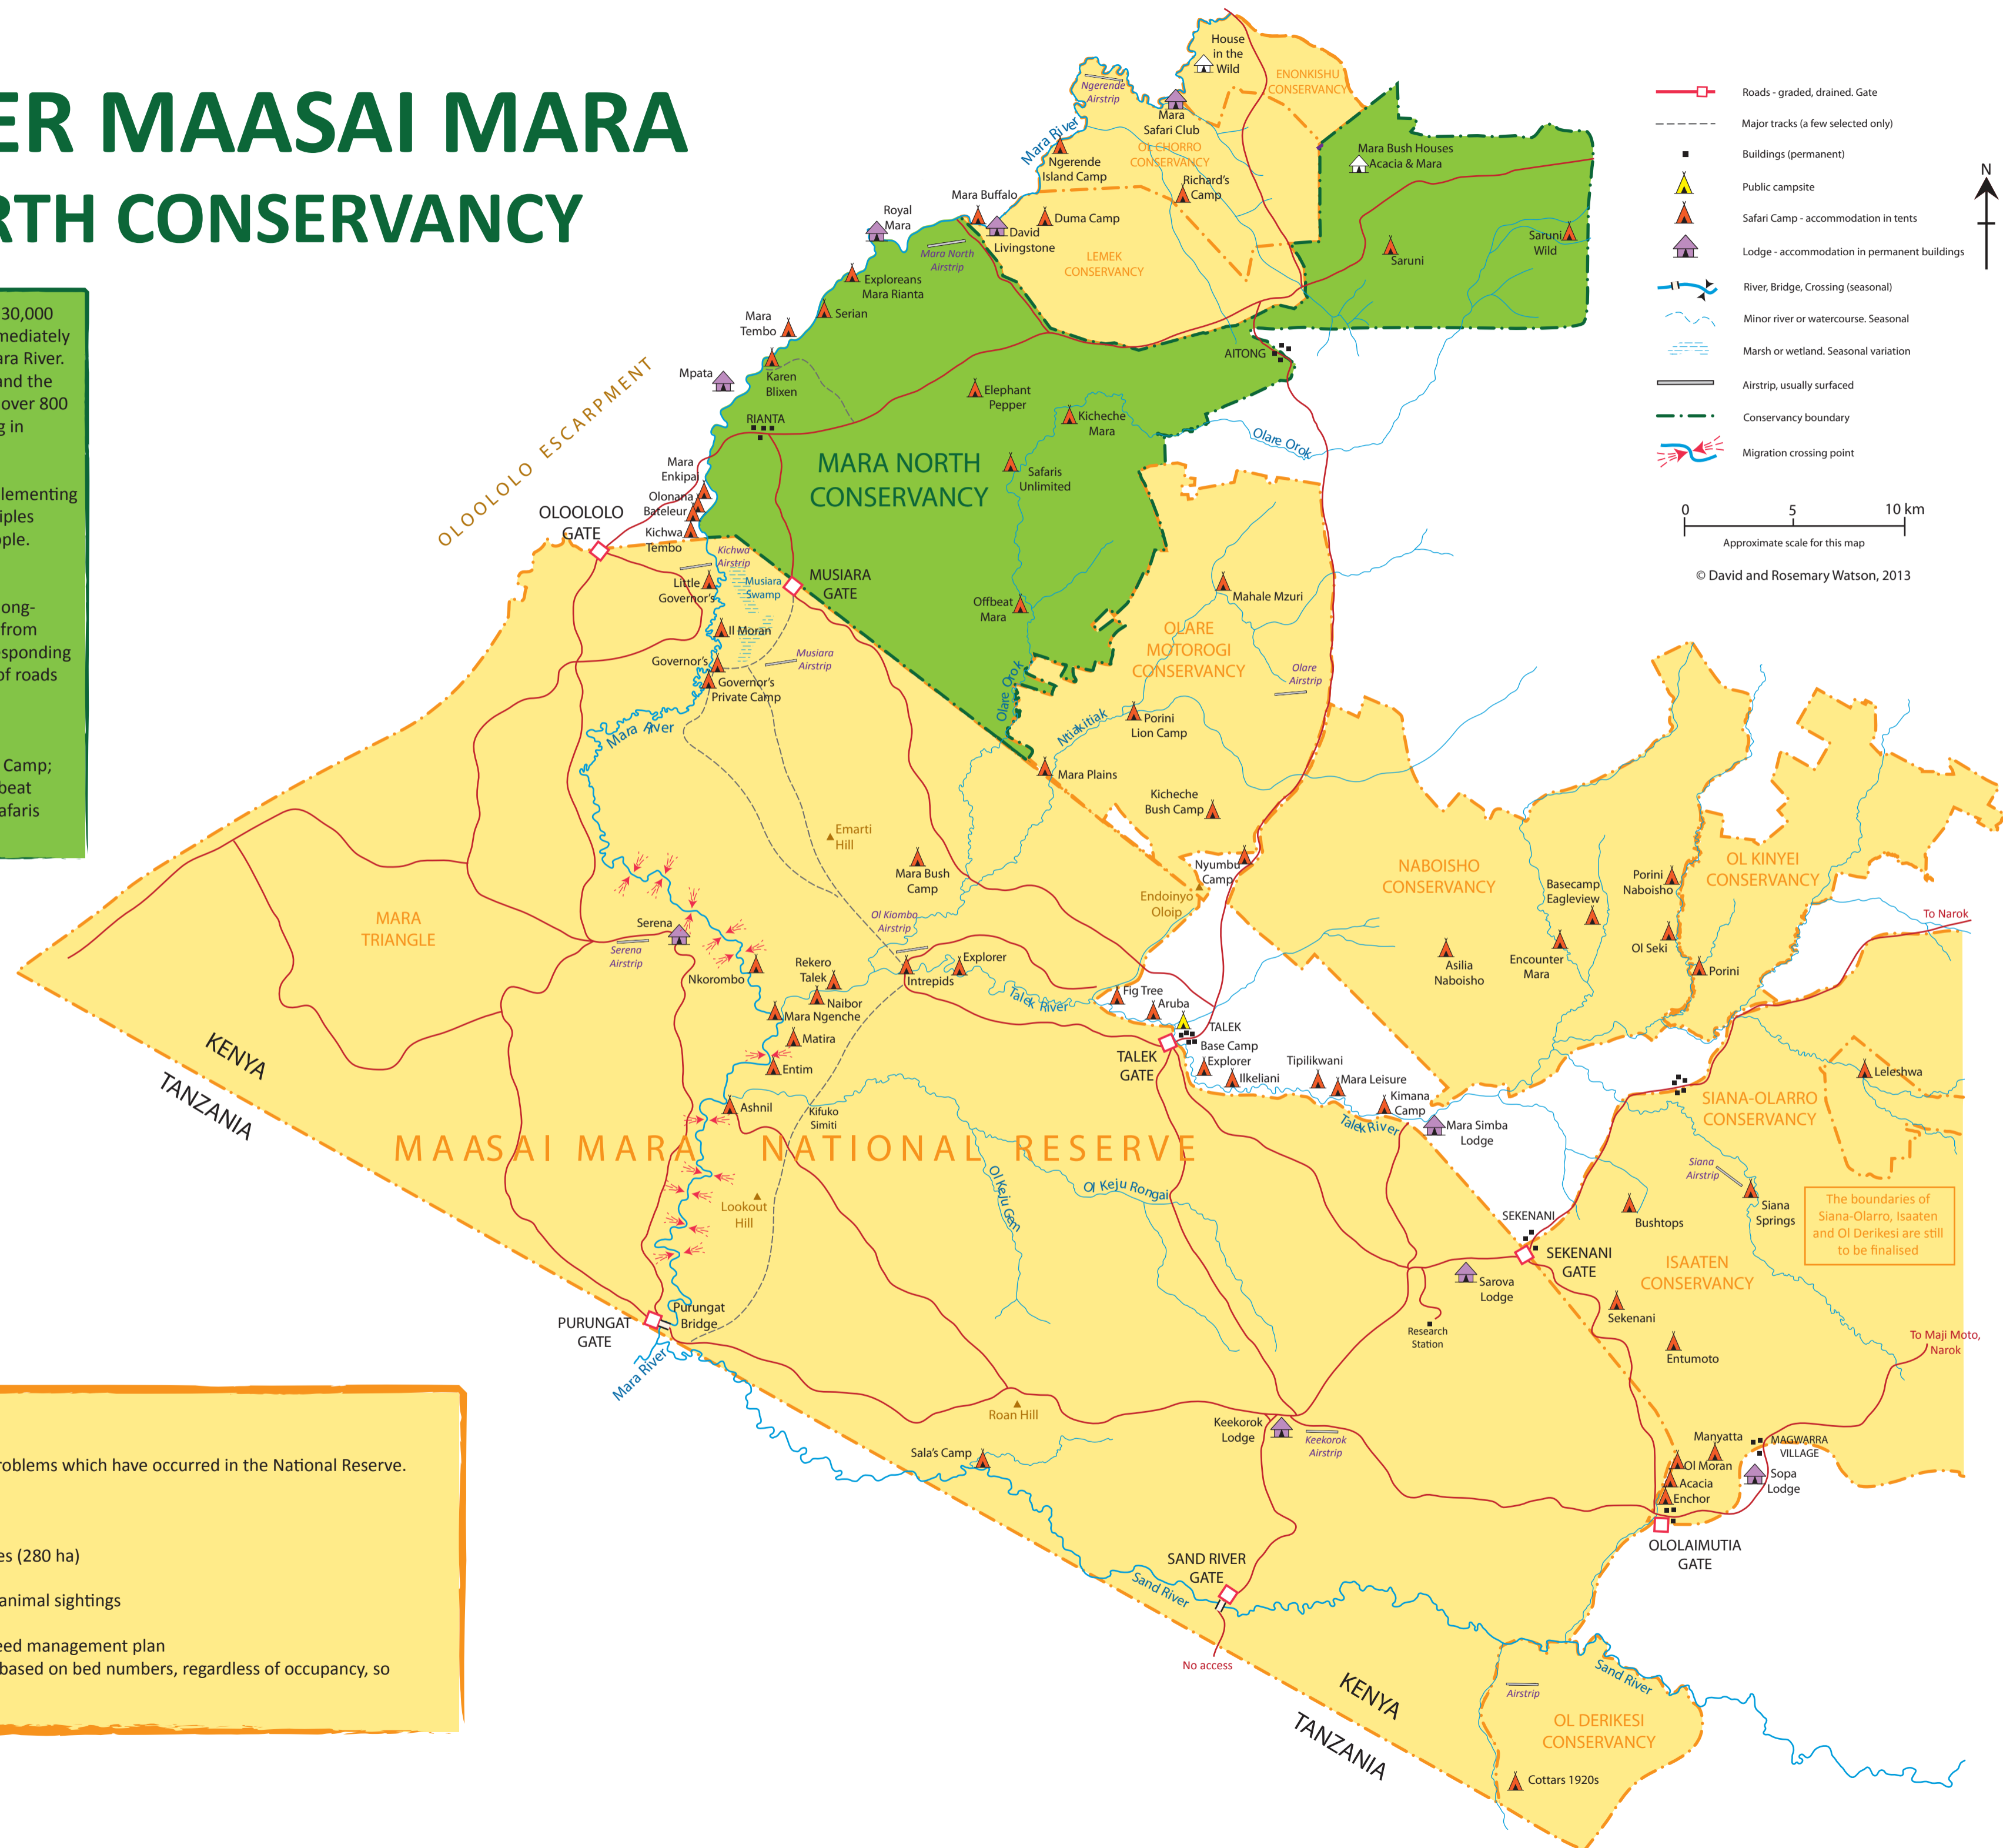 ER MAASAI MARA
RTH CONSERVANCY
30,000
mediately
ara River.
and the
over 800
g in
lementing
iples
ople.
ong-
from
sponding
of roads
Camp;
beat
afaris
roblems which have occurred in the National Reserve.
es (280 ha)
animal sightings
eed management plan
based on bed numbers, regardless of occupancy, so
Roads - graded, drained. Gate
Major tracks (a few selected only)
Buildings (permanent)
Public campsite
Safari Camp - accommodation in tents
Lodge - accommodation in permanent buildings
River, Bridge, Crossing (seasonal)
Minor river or watercourse. Seasonal
Marsh or wetland. Seasonal variation
Airstrip, usually surfaced
Conservancy boundary
Migration crossing point
N
0 5 10 km
Approximate scale for this map
© David and Rosemary Watson, 2013
House
in the
Wild
ENONKISHU
CONSERVANCY
Ngerende
Airstrip
Mara
Safari Club
OL CHORRO
CONSERVANCY
Mara River
Ngerende
Island Camp
Richard's
Camp
Mara Bush Houses
Acacia & Mara
Mara Buffalo
Royal
Mara
David
Livingstone
Duma Camp
Mara North
Airstrip
LEMEK
CONSERVANCY
Saruni
Saruni
Wild
Exploreans
Mara Rianta
Serian
Mara
Tembo
Mpata
Karen
Blixen
AITONG
Elephant
Pepper
Kicheche
Mara
RIANTA
OLOOLOLO ESCARPMENT
Olare Orok
MARA NORTH
CONSERVANCY
Safaris
Unlimited
Mara
Enkipai
Olonana
Bateleur
Kichwa
Tembo
OLOOLOLO
GATE
Kichwa
Airstrip
MUSIARA
GATE
Musiara
Swamp
Little
Governor's
Il Moran
Governor's
Musiara
Airstrip
Governor's
Private Camp
Mara River
Offbeat
Mara
Mahale Mzuri
OLARE
MOTOROGI
CONSERVANCY
Olare
Airstrip
Olare Orok
Ntiakitiak
Porini
Lion Camp
Mara Plains
Kicheche
Bush Camp
Nyumbu
Camp
Endoinyo
Oloip
Emarti
Hill
Mara Bush
Camp
NABOISHO
CONSERVANCY
Basecamp
Eagleview
Porini
Naboisho
OL KINYEI
CONSERVANCY
Ol Seki
Encounter
Mara
Asilia
Naboisho
Porini
To Narok
MARA
TRIANGLE
Serena
Serena
Airstrip
Ol Kiombo
Airstrip
Nkorombo
Rekero
Talek
Naibor
Mara Ngenche
Matira
Entim
Intrepids
Explorer
Talek River
Fig Tree
Aruba
TALEK
TALEK
GATE
Base Camp
Explorer
Ilkeliani
Tipilikwani
Mara Leisure
Kimana
Camp
Talek River
Mara Simba
Lodge
Leleshwa
SIANA-OLARRO
CONSERVANCY
KENYA
TANZANIA
Ashnil
Kifuko
Simiti
MAASAI MARA NATIONAL RESERVE
Ol Keju Gem
Ol Keju Rongai
Lookout
Hill
Siana
Airstrip
Siana
Springs
Bushtops
The boundaries of
Siana-Olarro, Isaaten
and Ol Derikesi are still
to be finalised
SEKENANI
SEKENANI
GATE
ISAATEN
CONSERVANCY
Sarova
Lodge
Sekenani
Entumoto
Research
Station
To Maji Moto,
Narok
PURUNGAT
GATE
Purungat
Bridge
Mara River
Roan Hill
Sala's Camp
Keekorok
Lodge
Keekorok
Airstrip
Manyatta
MAGWARRA
VILLAGE
Ol Moran
Acacia
Enchor
Sopa
Lodge
OLOLAIMUTIA
GATE
SAND RIVER
GATE
Sand River
No access
KENYA
TANZANIA
Sand River
Airstrip
OL DERIKESI
CONSERVANCY
Cottars 1920s